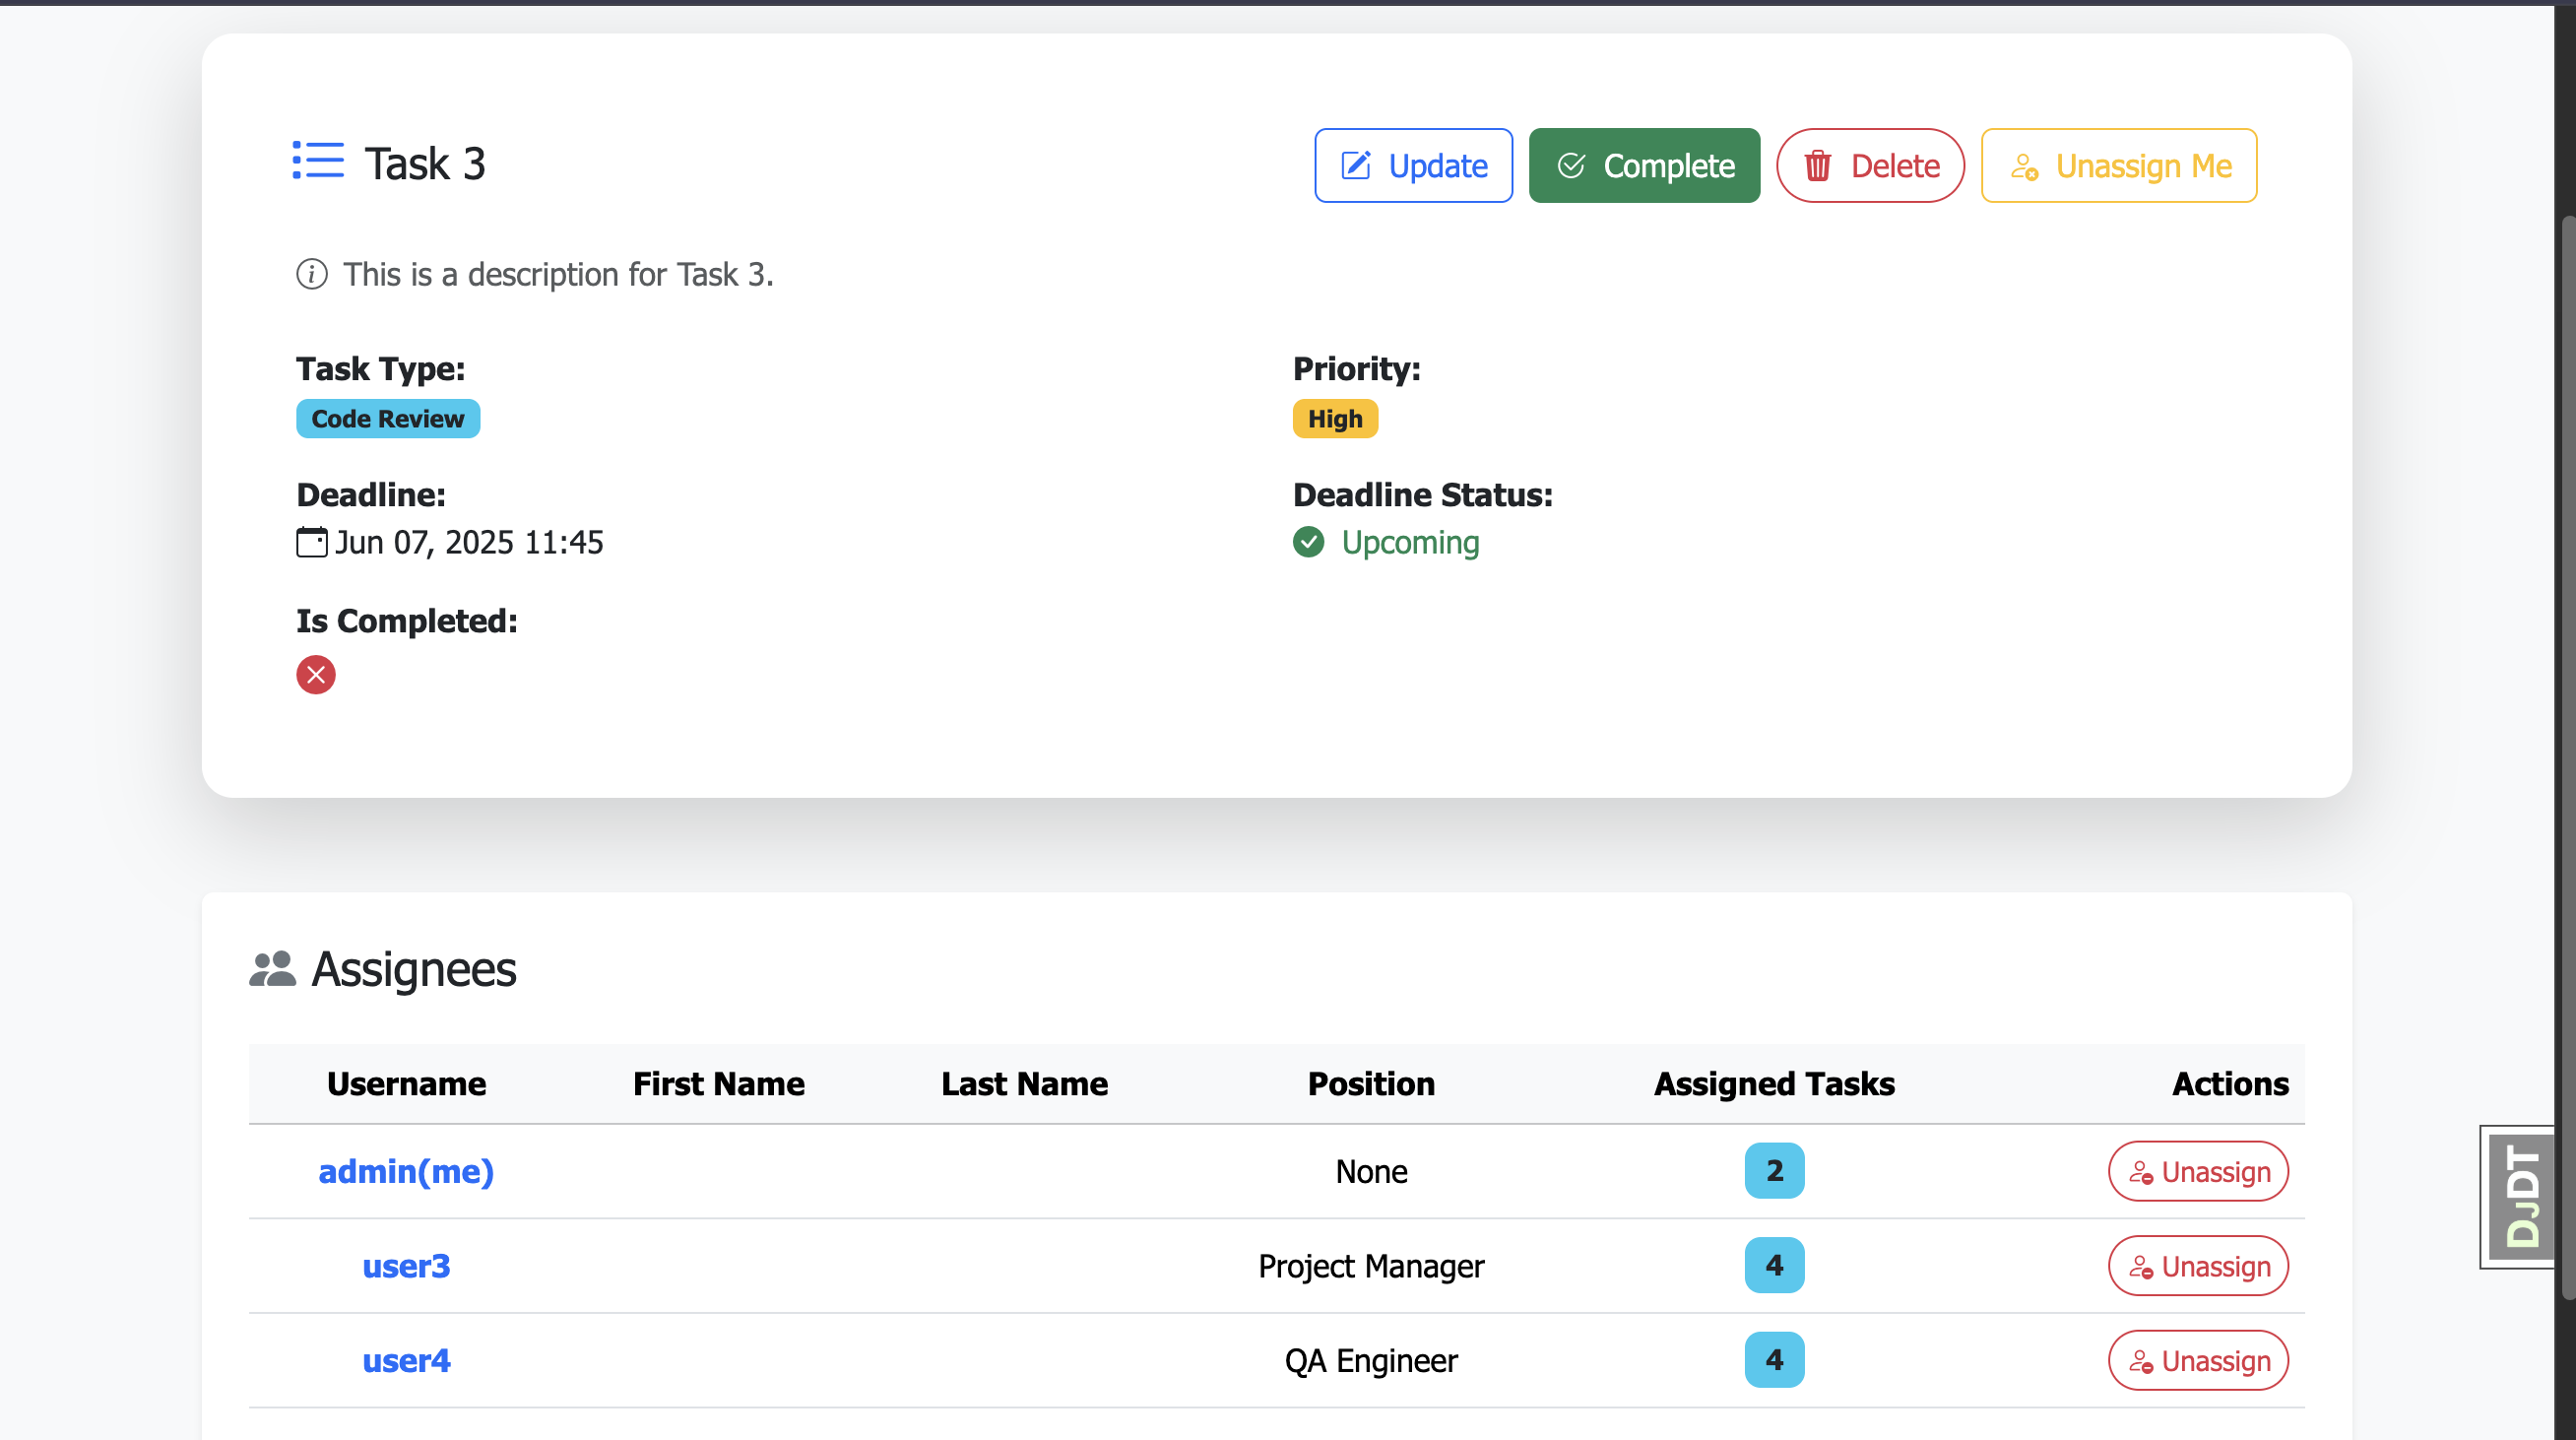 Task 3
Update Complete Delete Unassign Me
This is a description for Task 3.
Task Type: Priority:
Code Review High
Deadline: Deadline Status:
Jun 07, 2025 11:45 Upcoming
Is Completed:
Assignees
Username First Name Last Name Position Assigned Tasks Actions
admin(me) None 2 Unassign
user3 Project Manager 4 Unassign
user4 QA Engineer 4 Unassign
DJDT